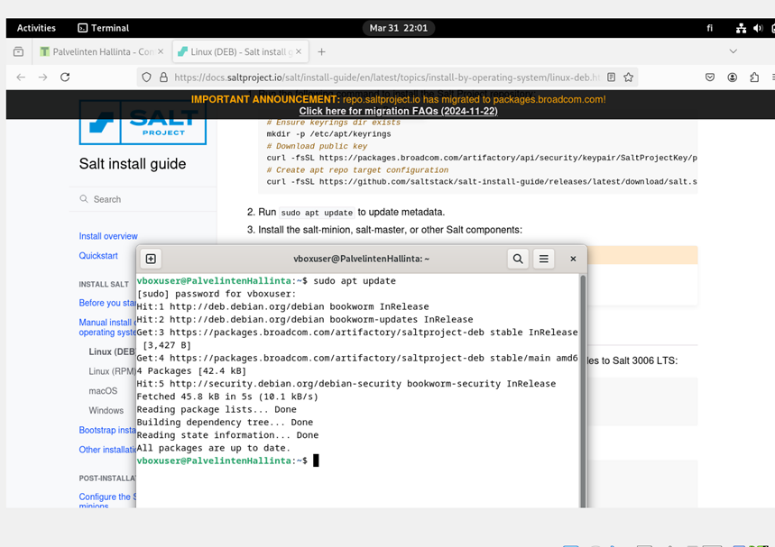 Activities Terminal Mar 31 22:01 fi
Palvelinten Hallinta - Con × Linux (DEB) - Salt install g × +
https://docs.saltproject.io/salt/install-guide/en/latest/topics/install-by-operating-system/linux-deb.h
IMPORTANT ANNOUNCEMENT: repo.saltproject.io has migrated to packages.broadcom.com!
Click here for migration FAQs (2024-11-22)
SALT
PROJECT
Salt install guide
Search
Install overview
Quickstart
INSTALL SALT
Before you sta
Manual install
operating syste
Linux (DEB
Linux (RPM
macOS
Windows
Bootstrap insta
Other installatio
POST-INSTALLA
Configure the S
minions
# Ensure keyrings dir exists
mkdir -p /etc/apt/keyrings
# Download public key
curl -fsSL https://packages.broadcom.com/artifactory/api/security/keypair/SaltProjectKey/p
# Create apt repo target configuration
curl -fsSL https://github.com/saltstack/salt-install-guide/releases/latest/download/salt.s
2. Run sudo apt update to update metadata.
3. Install the salt-minion, salt-master, or other Salt components:
les to Salt 3006 LTS:
vboxuser@PalvelintenHallinta: ~
vboxuser@PalvelintenHallinta:~$ sudo apt update
[sudo] password for vboxuser:
Hit:1 http://deb.debian.org/debian bookworm InRelease
Hit:2 http://deb.debian.org/debian bookworm-updates InRelease
Get:3 https://packages.broadcom.com/artifactory/saltproject-deb stable InRelease
[3,427 B]
Get:4 https://packages.broadcom.com/artifactory/saltproject-deb stable/main amd6
4 Packages [42.4 kB]
Hit:5 http://security.debian.org/debian-security bookworm-security InRelease
Fetched 45.8 kB in 5s (10.1 kB/s)
Reading package lists... Done
Building dependency tree... Done
Reading state information... Done
All packages are up to date.
vboxuser@PalvelintenHallinta:~$